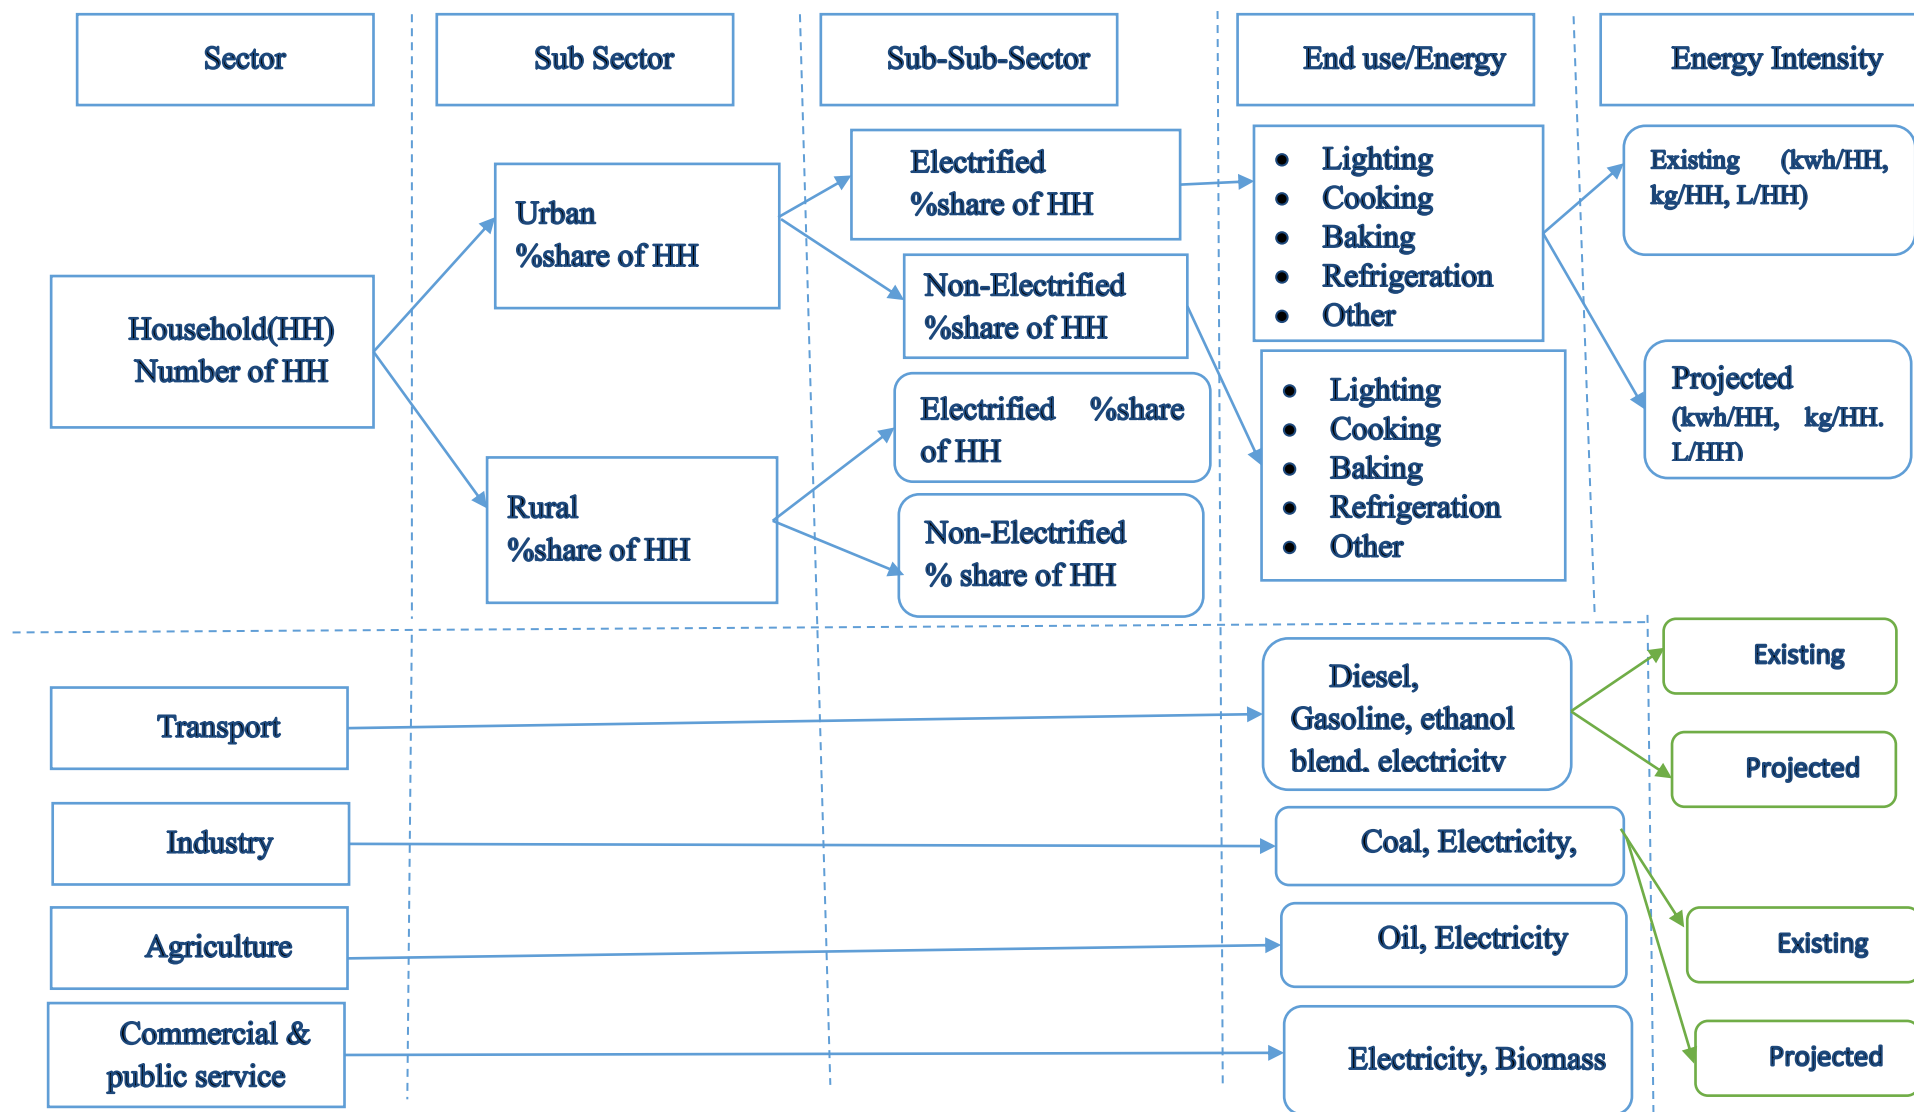 Sector
Sub Sector
Sub-Sub-Sector
End use/Energy
Energy Intensity
Household(HH)
Number of HH
Urban
%share of HH
Rural
%share of HH
Electrified
%share of HH
Non-Electrified
%share of HH
Electrified %share
of HH
Non-Electrified
% share of HH
• Lighting
• Cooking
• Baking
• Refrigeration
• Other
• Lighting
• Cooking
• Baking
• Refrigeration
• Other
Existing (kwh/HH,
kg/HH, L/HH)
Projected
(kwh/HH, kg/HH.
L/HH)
Transport
Diesel,
Gasoline, ethanol
blend, electricity
Existing
Projected
Industry
Coal, Electricity,
Agriculture
Oil, Electricity
Existing
Projected
Commercial &
public service
Electricity, Biomass